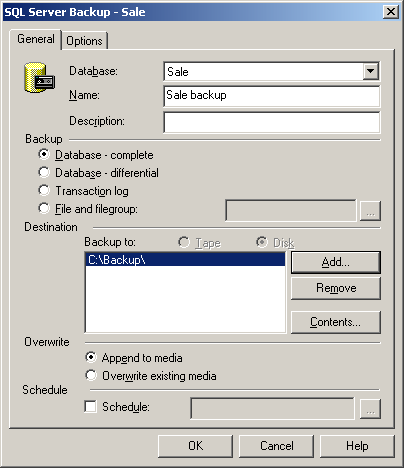 SQL Server Backup - Sale
General Options
Database: Sale
Name: Sale backup
Description:
Backup
Database - complete
Database - differential
Transaction log
File and filegroup: ...
Destination
Backup to: Tape Disk
C:\Backup\ Add...
Remove
Contents...
Overwrite
Append to media
Overwrite existing media
Schedule
Schedule: ...
OK Cancel Help